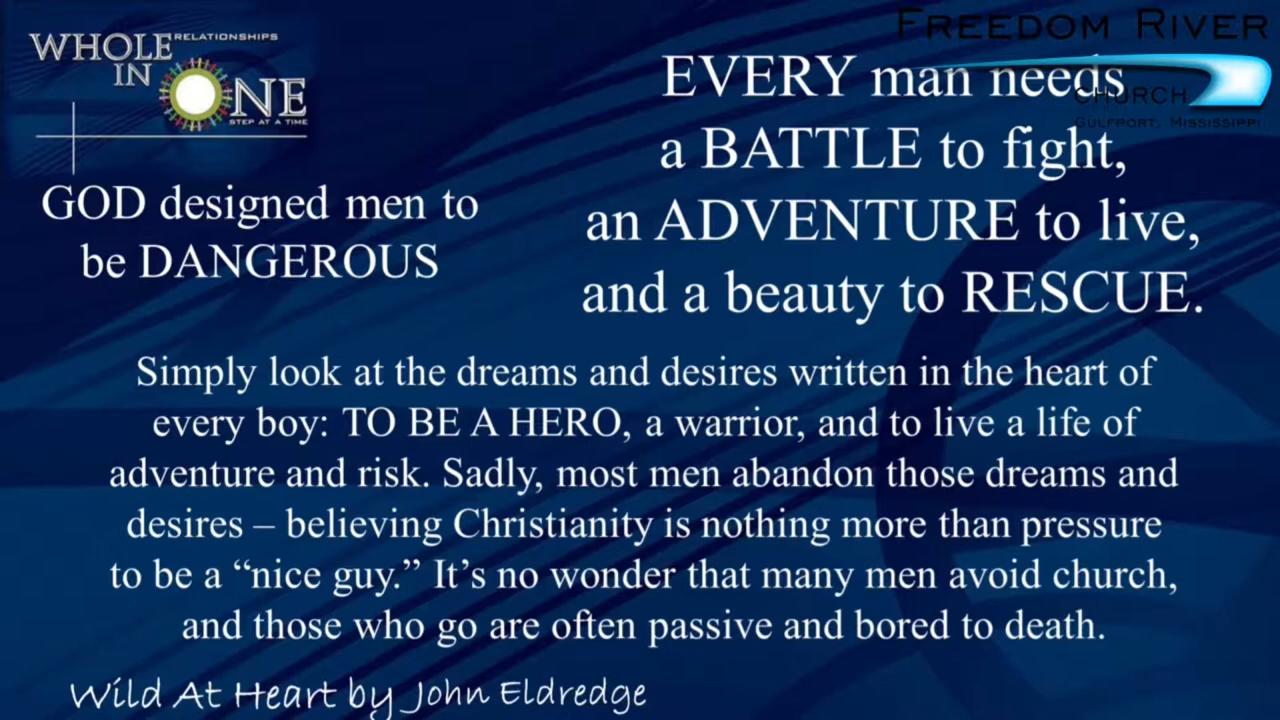 WHOLE RELATIONSHIPS
IN ONE
STEP AT A TIME
FREEDOM RIVER
CHURCH
GULFPORT, MISSISSIPPI
GOD designed men to
be DANGEROUS
EVERY man needs
a BATTLE to fight,
an ADVENTURE to live,
and a beauty to RESCUE.
Simply look at the dreams and desires written in the heart of
every boy: TO BE A HERO, a warrior, and to live a life of
adventure and risk. Sadly, most men abandon those dreams and
desires – believing Christianity is nothing more than pressure
to be a “nice guy.” It’s no wonder that many men avoid church,
and those who go are often passive and bored to death.
Wild At Heart by John Eldredge